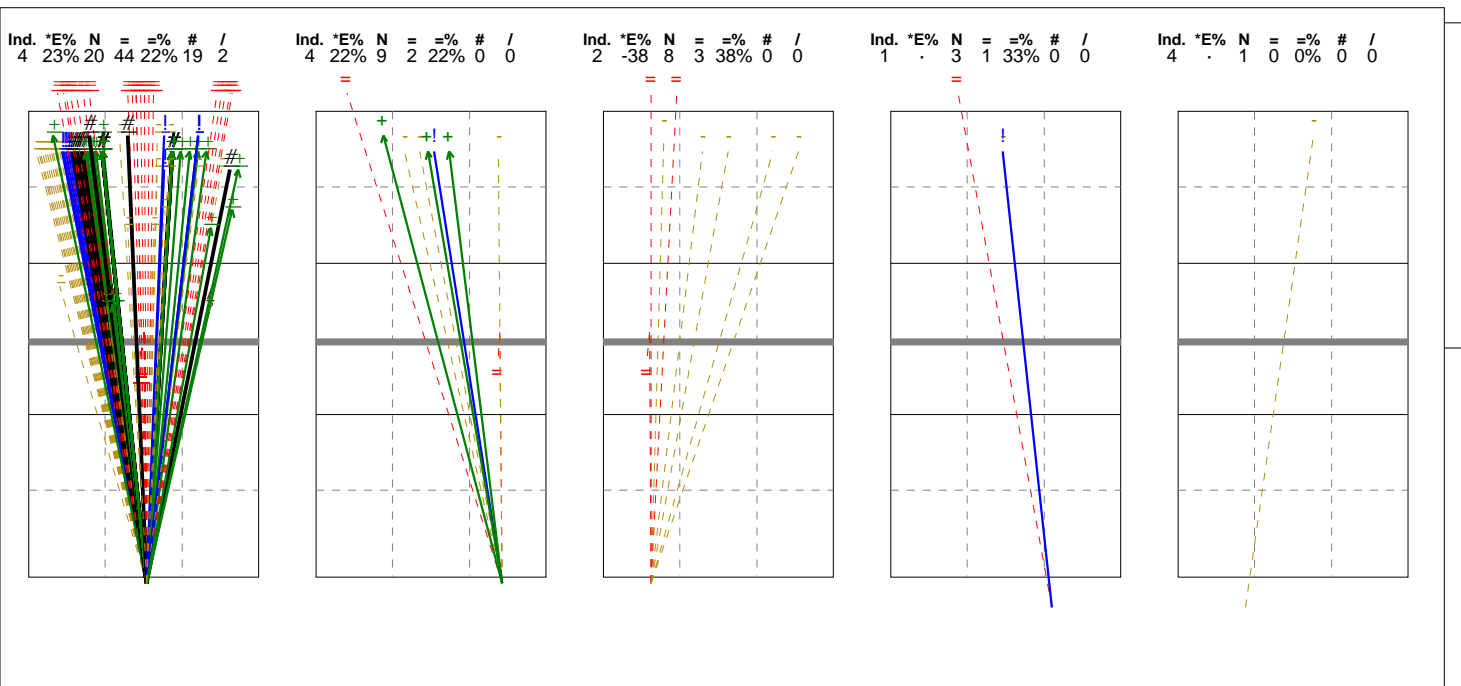 Ind. *E% N = =% # /
4 23% 20 44 22% 19 2
Ind. *E% N = =% # /
4 22% 9 2 22% 0 0
Ind. *E% N = =% # /
2 -38 8 3 38% 0 0
Ind. *E% N = =% # /
1 · 3 1 33% 0 0
Ind. *E% N = =% # /
4 · 1 0 0% 0 0